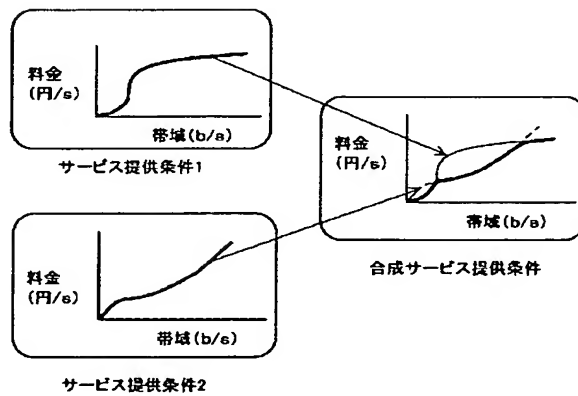 料金
(円/s)
帯域(b/s)
サービス提供条件1
料金
(円/s)
帯域(b/s)
合成サービス提供条件
料金
(円/s)
帯域(b/s)
サービス提供条件2